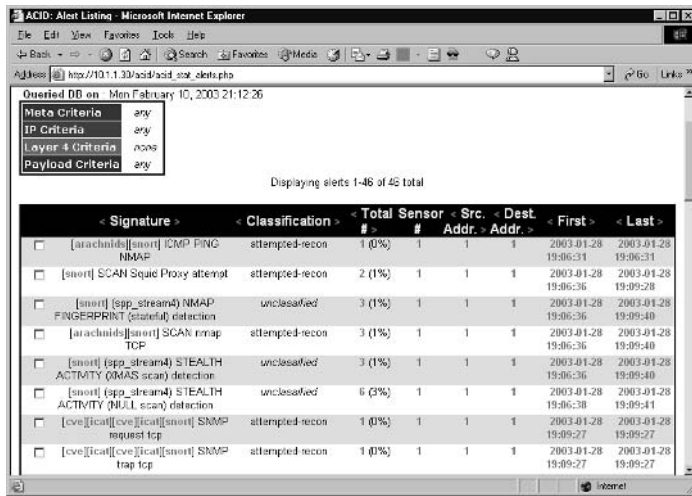 ACID: Alert Listing - Microsoft Internet Explorer
File Edit View Favorites Tools Help
Back Search Favorites Media
Address http://10.1.1.30/acid/acid_stat_alerts.php Go Links »
Queried DB on : Mon February 10, 2003 21:12:26
Meta Criteria any
IP Criteria any
Layer 4 Criteria none
Payload Criteria any
Displaying alerts 1-46 of 46 total
< Signature > < Classification > < Total # > Sensor # < Src. Addr. > < Dest. Addr. > < First > < Last >
[arachnids][snort] ICMP PING attempted-recon 1 (0%) 1 1 1 2003-01-28 2003-01-28
NMAP 19:06:31 19:06:31
[snort] SCAN Squid Proxy attempt attempted-recon 2 (1%) 1 1 1 2003-01-28 2003-01-28
19:06:36 19:09:28
[snort] (spp_stream4) NMAP unclassified 3 (1%) 1 1 1 2003-01-28 2003-01-28
FINGERPRINT (stateful) detection 19:06:36 19:09:40
[arachnids][snort] SCAN nmap attempted-recon 3 (1%) 1 1 1 2003-01-28 2003-01-28
TCP 19:06:36 19:09:40
[snort] (spp_stream4) STEALTH unclassified 3 (1%) 1 1 1 2003-01-28 2003-01-28
ACTIVITY (XMAS scan) detection 19:06:36 19:09:40
[snort] (spp_stream4) STEALTH unclassified 6 (3%) 1 1 1 2003-01-28 2003-01-28
ACTIVITY (NULL scan) detection 19:06:38 19:09:41
[cve][icat][cve][icat][snort] SNMP attempted-recon 1 (0%) 1 1 1 2003-01-28 2003-01-28
request tcp 19:09:27 19:09:27
[cve][icat][cve][icat][snort] SNMP attempted-recon 1 (0%) 1 1 1 2003-01-28 2003-01-28
trap tcp 19:09:27 19:09:27
Internet